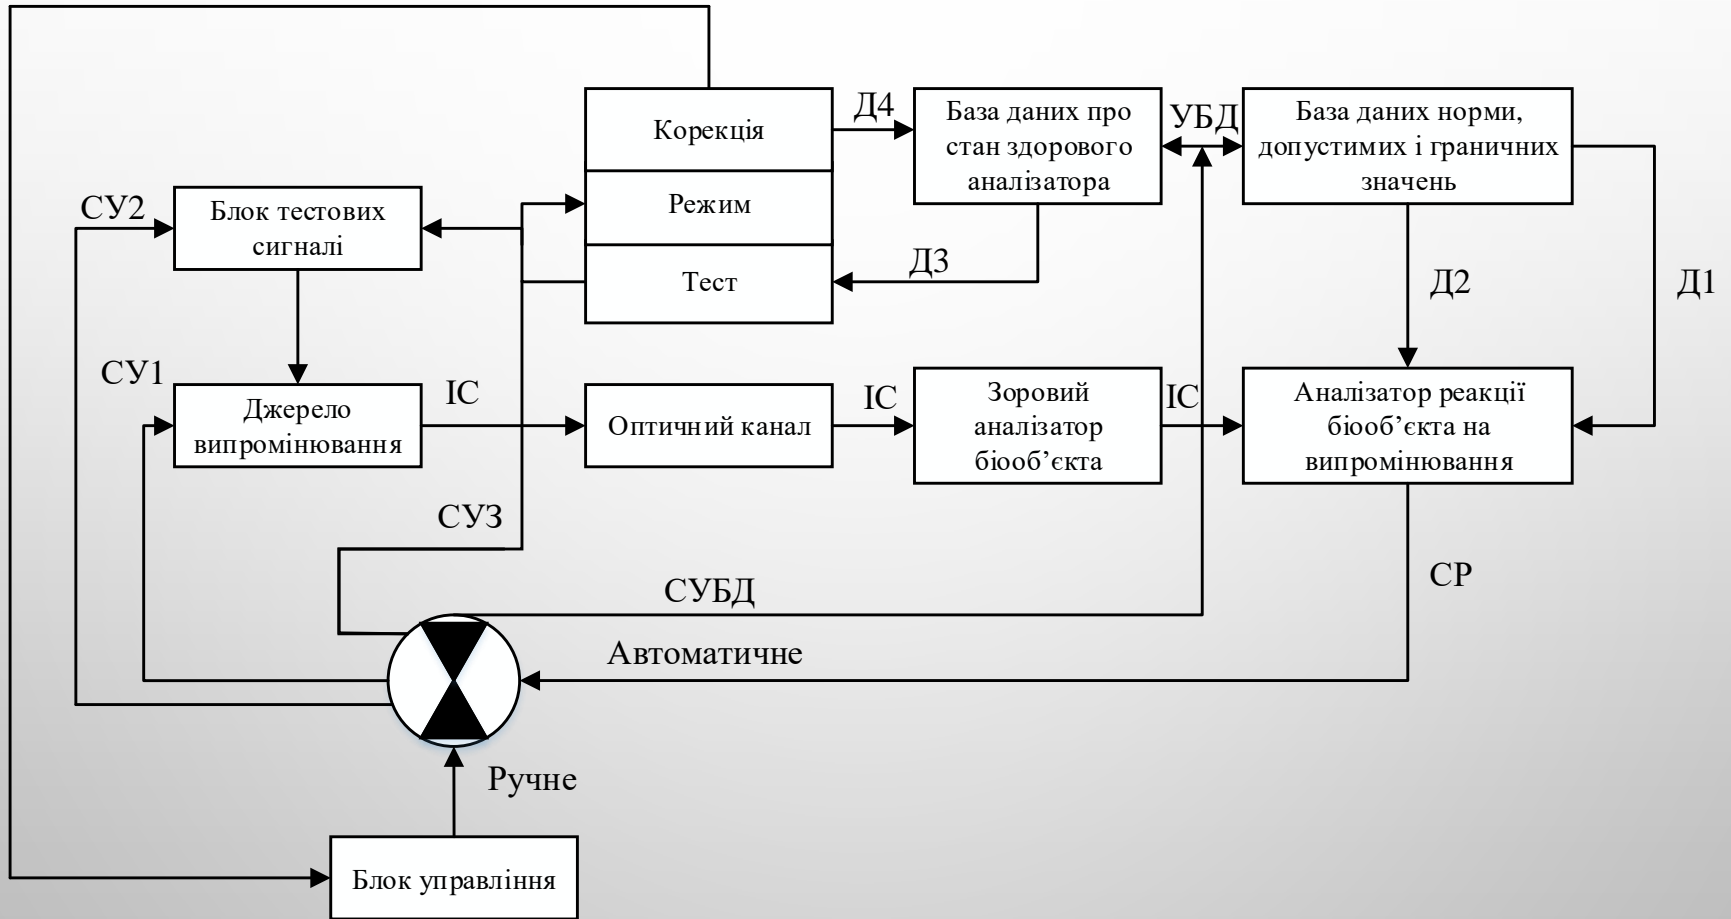 Корекція
Режим
Тест
Д4
База даних про
стан здорового
аналізатора
УБД
База даних норми,
допустимих і граничних
значень
СУ2
Блок тестових
сигналі
Д3
Д2
Д1
СУ1
Джерело
випромінювання
ІС
Оптичний канал
ІС
Зоровий
аналізатор
біооб’єкта
ІС
Аналізатор реакції
біооб’єкта на
випромінювання
СУЗ
СУБД
СР
Автоматичне
Ручне
Блок управління